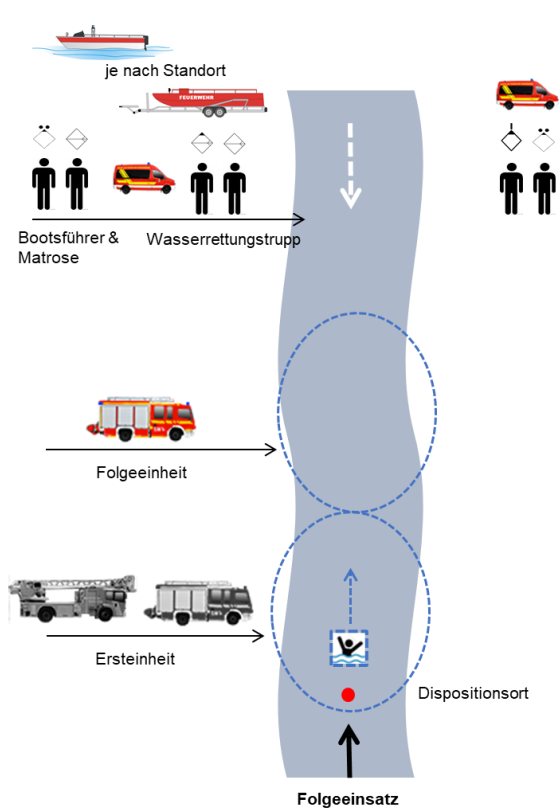 je nach Standort
FEUERWEHR
Bootsführer &
Matrose
Wasserrettungstrupp
Folgeeinheit
Ersteinheit
Dispositionsort
Folgeeinsatz